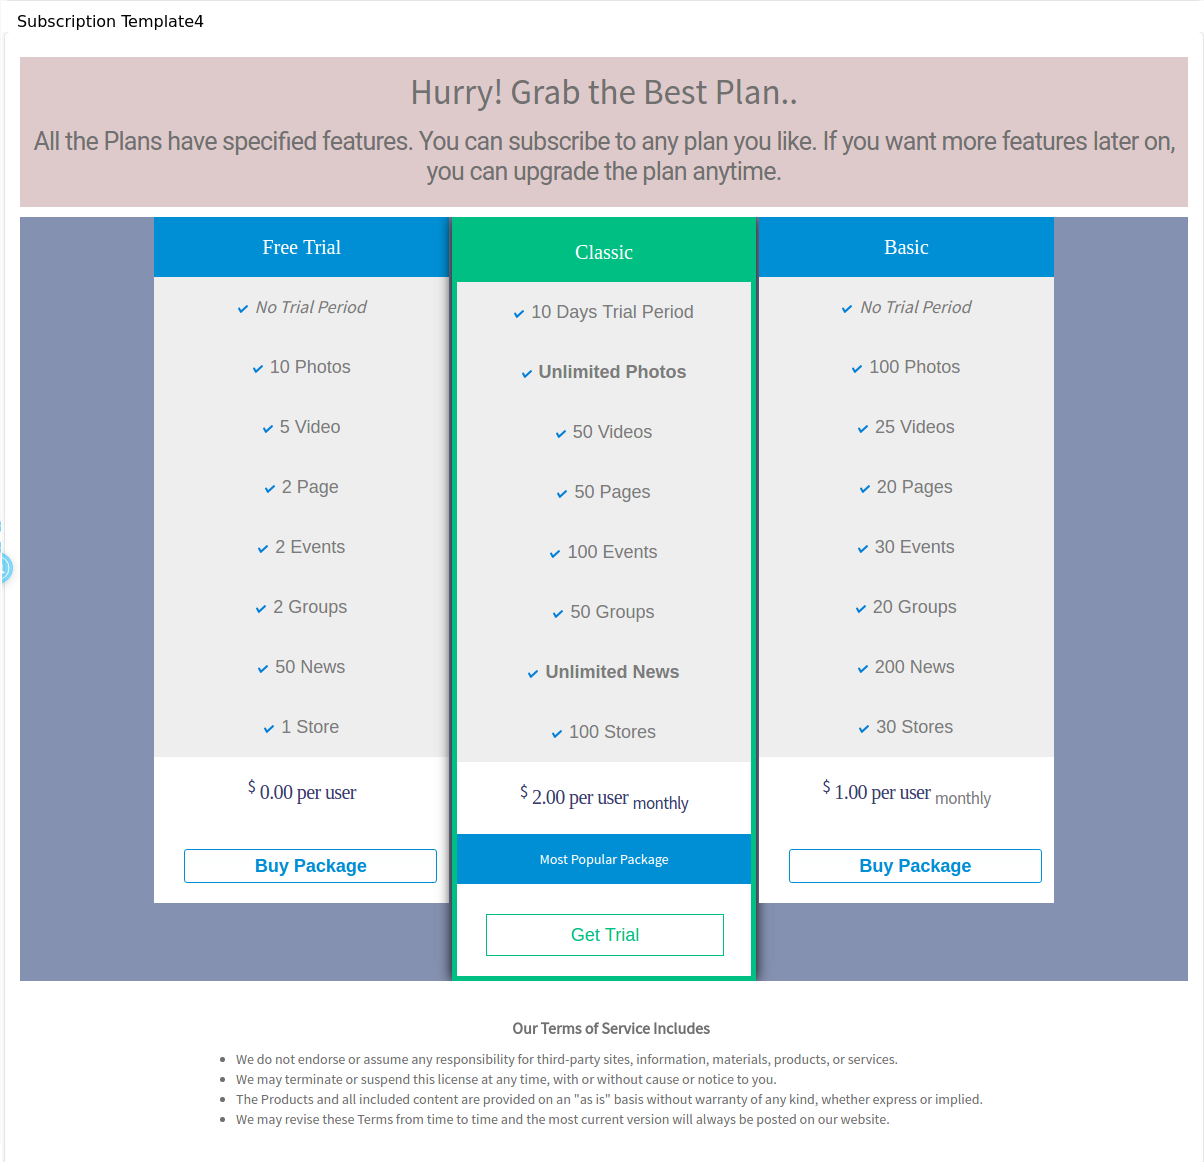 Subscription Template4
Hurry! Grab the Best Plan..
All the Plans have specified features. You can subscribe to any plan you like. If you want more features later on,
you can upgrade the plan anytime.
Free Trial
No Trial Period
10 Photos
5 Video
2 Page
2 Events
2 Groups
50 News
1 Store
$ 0.00 per user
Buy Package
Classic
10 Days Trial Period
Unlimited Photos
50 Videos
50 Pages
100 Events
50 Groups
Unlimited News
100 Stores
$ 2.00 per user monthly
Most Popular Package
Get Trial
Basic
No Trial Period
100 Photos
25 Videos
20 Pages
30 Events
20 Groups
200 News
30 Stores
$ 1.00 per user monthly
Buy Package
Our Terms of Service Includes
We do not endorse or assume any responsibility for third-party sites, information, materials, products, or services.
We may terminate or suspend this license at any time, with or without cause or notice to you.
The Products and all included content are provided on an "as is" basis without warranty of any kind, whether express or implied.
We may revise these Terms from time to time and the most current version will always be posted on our website.